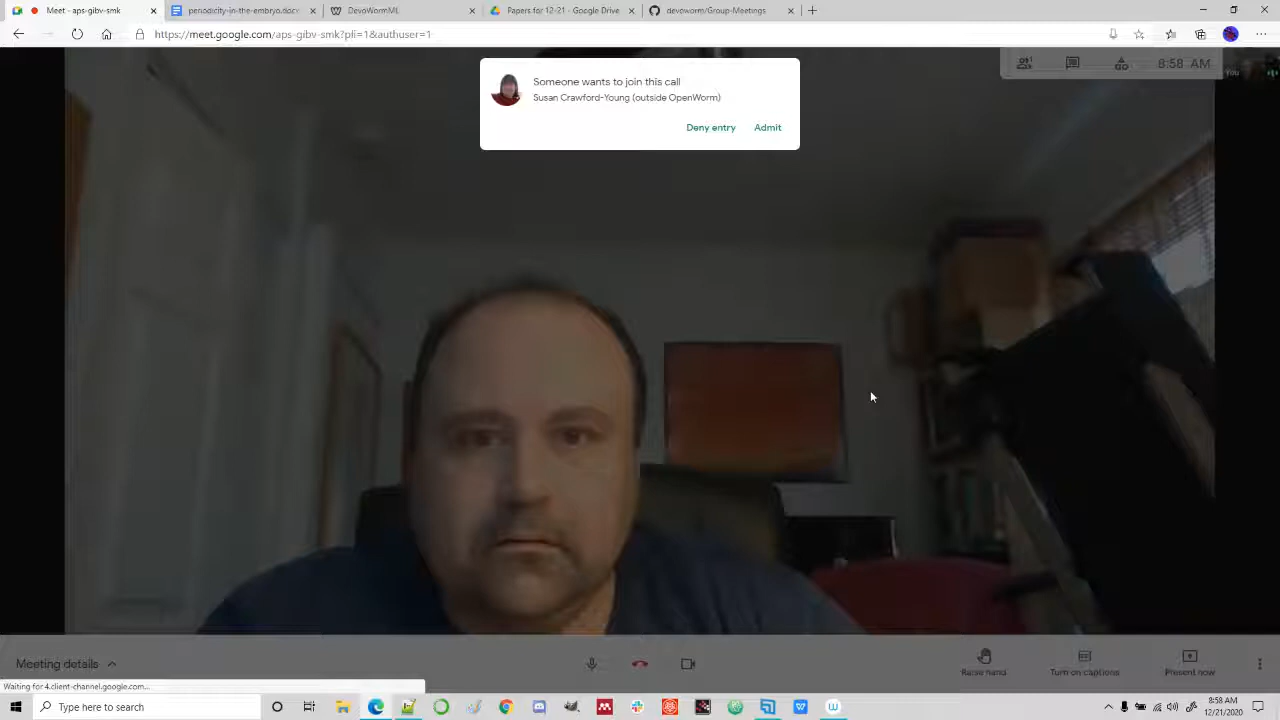 Meet - aps-gibv-smk
periodicity-in-the-embryo.docx
DevoWormML
Papers for 12-21 - Google Drive
devoworm/Group-Meetings
https://meet.google.com/aps-gibv-smk?pli=1&authuser=1
Someone wants to join this call
Susan Crawford-Young (outside OpenWorm)
Deny entry Admit
8:58 AM
You
Meeting details
Raise hand
Turn on captions
Present now
Waiting for 4.client-channel.google.com...
Type here to search
8:58 AM
12/21/2020